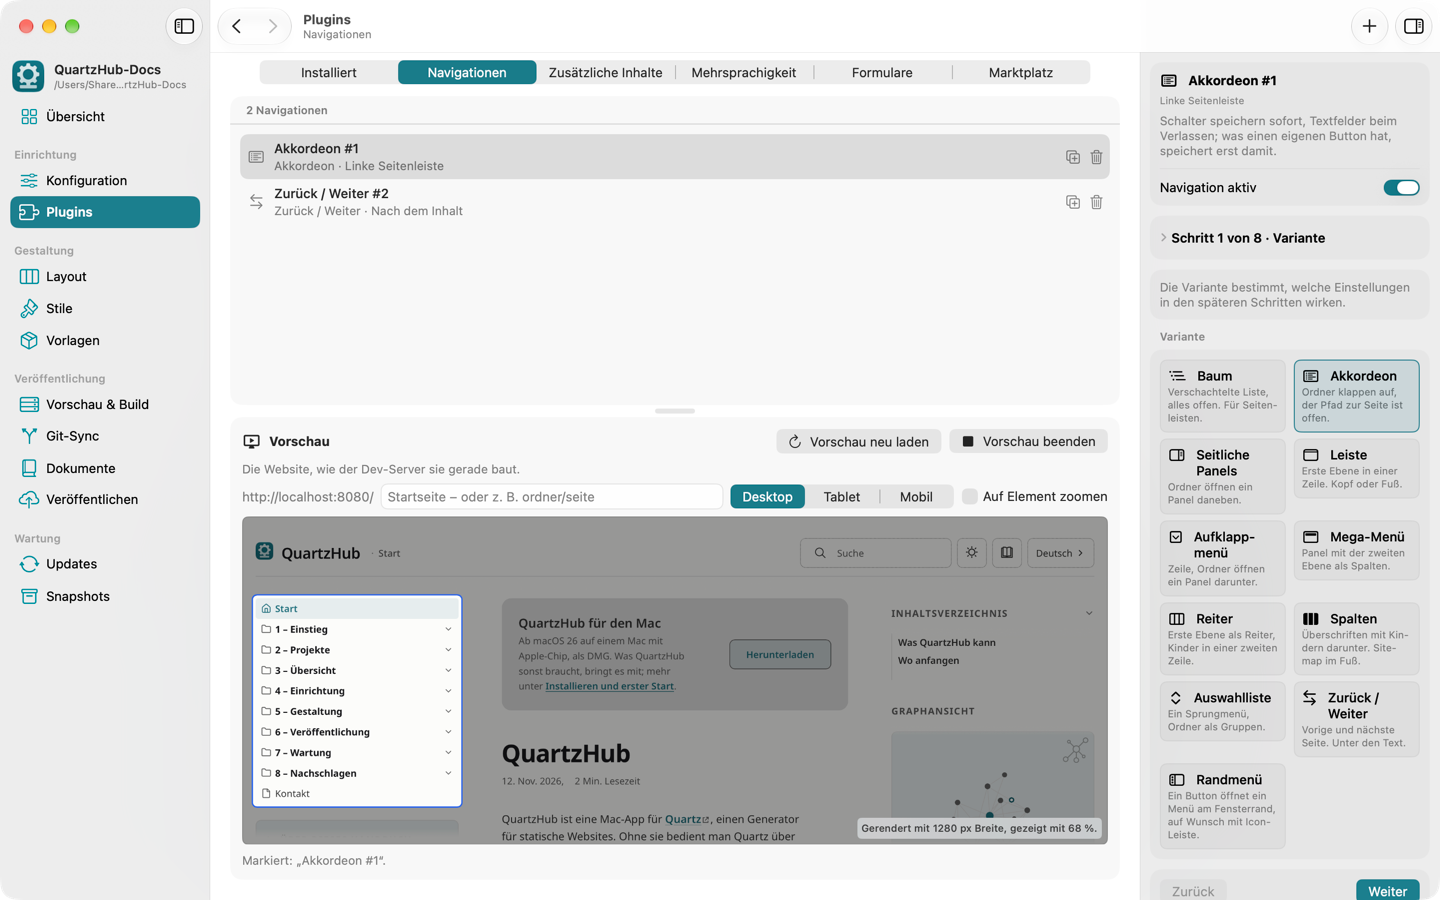 QuartzHub-Docs
/Users/Share...rtzHub-Docs
Übersicht
Einrichtung
Konfiguration
Plugins
Gestaltung
Layout
Stile
Vorlagen
Veröffentlichung
Vorschau & Build
Git-Sync
Dokumente
Veröffentlichen
Wartung
Updates
Snapshots
Plugins
Navigationen
Installiert
Navigationen
Zusätzliche Inhalte
Mehrsprachigkeit
Formulare
Marktplatz
2 Navigationen
Akkordeon #1
Akkordeon · Linke Seitenleiste
Zurück / Weiter #2
Zurück / Weiter · Nach dem Inhalt
Vorschau
Vorschau neu laden
Vorschau beenden
Die Website, wie der Dev-Server sie gerade baut.
http://localhost:8080/
Startseite – oder z. B. ordner/seite
Desktop
Tablet
Mobil
Auf Element zoomen
QuartzHub
· Start
Suche
Deutsch
Start
1 – Einstieg
2 – Projekte
3 – Übersicht
4 – Einrichtung
5 – Gestaltung
6 – Veröffentlichung
7 – Wartung
8 – Nachschlagen
Kontakt
QuartzHub für den Mac
Ab macOS 26 auf einem Mac mit
Apple-Chip, als DMG. Was QuartzHub
sonst braucht, bringt es mit; mehr
unter Installieren und erster Start.
Herunterladen
QuartzHub
12. Nov. 2026, 2 Min. Lesezeit
QuartzHub ist eine Mac-App für Quartz, einen Generator
für statische Websites. Ohne sie bedient man Quartz über
INHALTSVERZEICHNIS
Was QuartzHub kann
Wo anfangen
GRAPHANSICHT
Gerendert mit 1280 px Breite, gezeigt mit 68 %.
Markiert: „Akkordeon #1“.
Akkordeon #1
Linke Seitenleiste
Schalter speichern sofort, Textfelder beim
Verlassen; was einen eigenen Button hat,
speichert erst damit.
Navigation aktiv
Schritt 1 von 8 · Variante
Die Variante bestimmt, welche Einstellungen
in den späteren Schritten wirken.
Variante
Baum
Verschachtelte Liste,
alles offen. Für Seiten-
leisten.
Akkordeon
Ordner klappen auf,
der Pfad zur Seite ist
offen.
Seitliche
Panels
Ordner öffnen ein
Panel daneben.
Leiste
Erste Ebene in einer
Zeile. Kopf oder Fuß.
Aufklapp-
menü
Zeile, Ordner öffnen
ein Panel darunter.
Mega-Menü
Panel mit der zweiten
Ebene als Spalten.
Reiter
Erste Ebene als Reiter,
Kinder in einer zweiten
Zeile.
Spalten
Überschriften mit Kin-
dern darunter. Site-
map im Fuß.
Auswahlliste
Ein Sprungmenü,
Ordner als Gruppen.
Zurück /
Weiter
Vorige und nächste
Seite. Unter den Text.
Randmenü
Ein Button öffnet ein
Menü am Fensterrand,
auf Wunsch mit Icon-
Leiste.
Zurück
Weiter